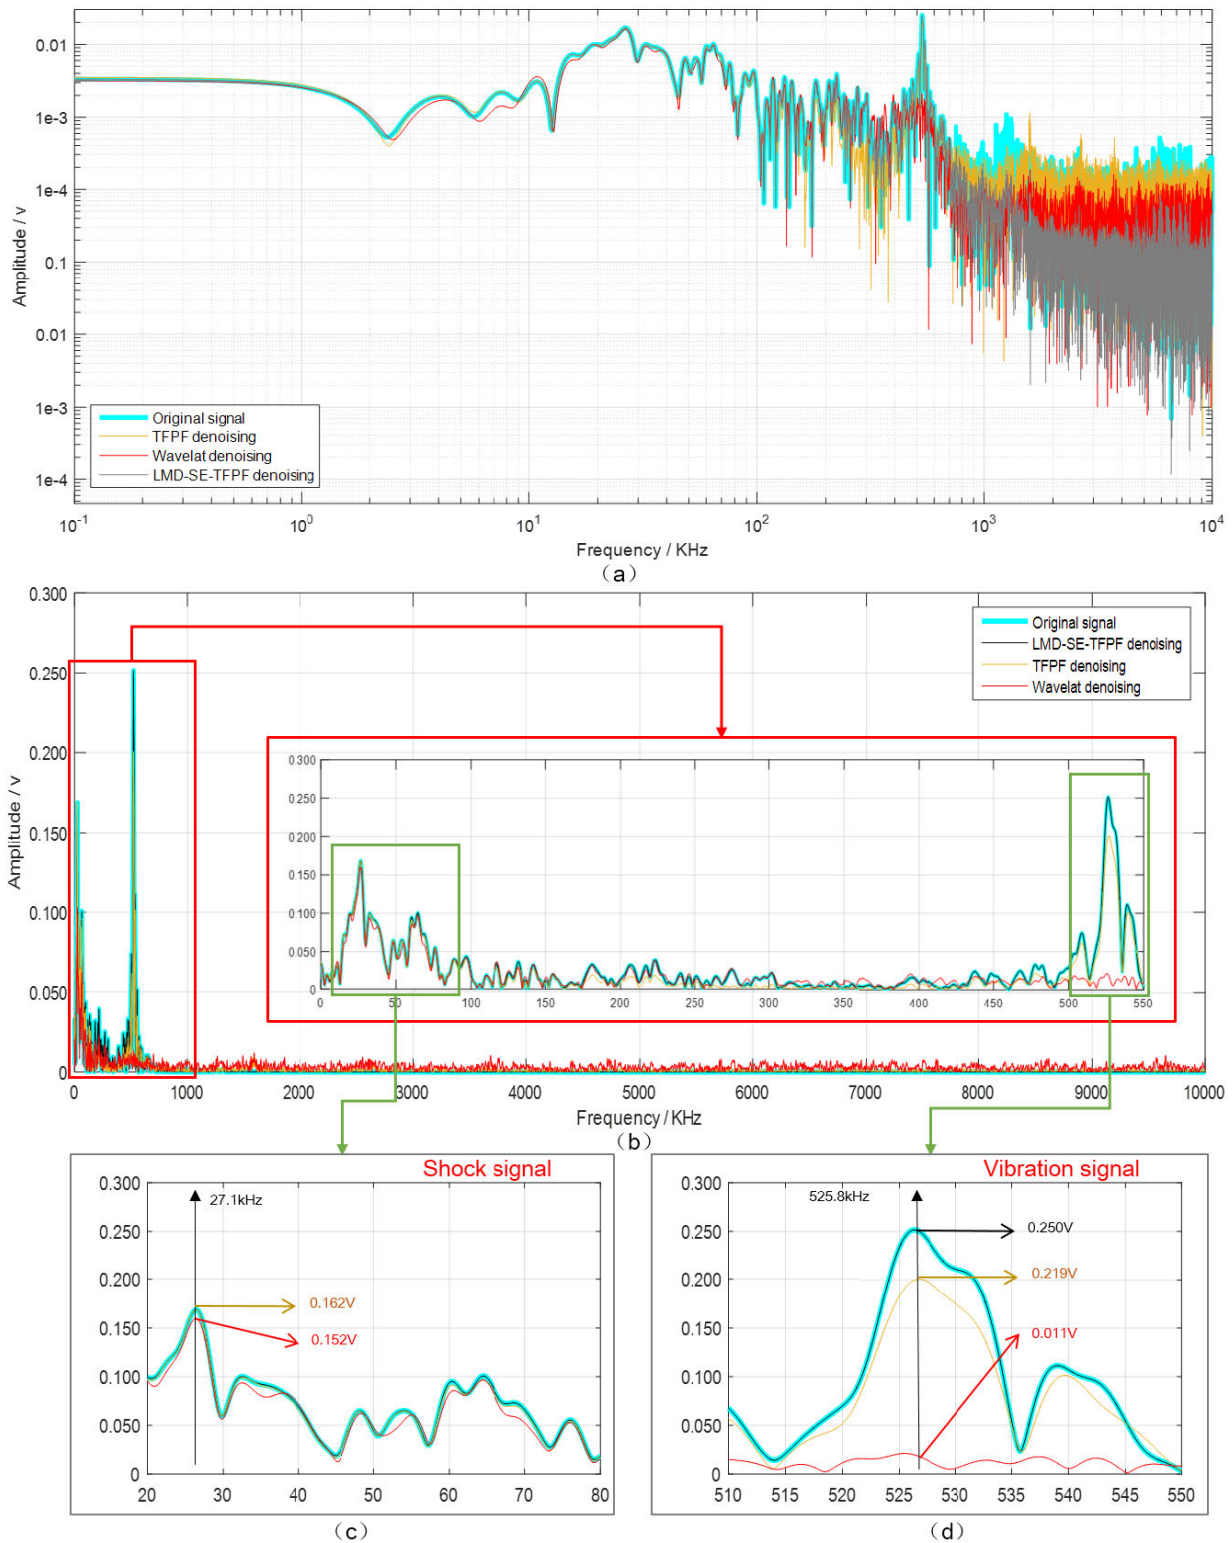 0.01
1e-3
1e-4
0.1
0.01
1e-3
1e-4
Amplitude / v
Original signal
TFPF denoising
Wavelat denoising
LMD-SE-TFPF denoising
10-1 100 101 102 103 104
Frequency / KHz
(a)
0.300
0.250
0.200
0.150
0.100
0.050
0
Amplitude / v
Original signal
LMD-SE-TFPF denoising
TFPF denoising
Wavelat denoising
0.300
0.250
0.200
0.150
0.100
0.050
0
0 50 100 150 200 250 300 350 400 450 500 550
0 1000 2000 3000 4000 5000 6000 7000 8000 9000 10000
Frequency / KHz
(b)
Shock signal
0.300
0.250
0.200
0.150
0.100
0.050
0
27.1kHz
0.162V
0.152V
20 30 40 50 60 70 80
(c)
Vibration signal
0.300
0.250
0.200
0.150
0.100
0.050
0
525.8kHz
0.250V
0.219V
0.011V
510 515 520 525 530 535 540 545 550
(d)